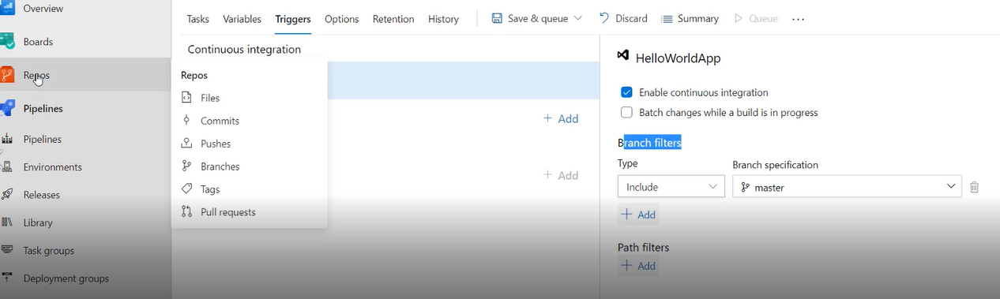 Overview
Boards
Repos
Pipelines
Pipelines
Environments
Releases
Library
Task groups
Deployment groups
Tasks Variables Triggers Options Retention History Save & queue Discard Summary Queue ...
Continuous integration
Repos
Files
Commits
Pushes
Branches
Tags
Pull requests
+ Add
+ Add
HelloWorldApp
Enable continuous integration
Batch changes while a build is in progress
Branch filters
Type Branch specification
Include master
+ Add
Path filters
+ Add